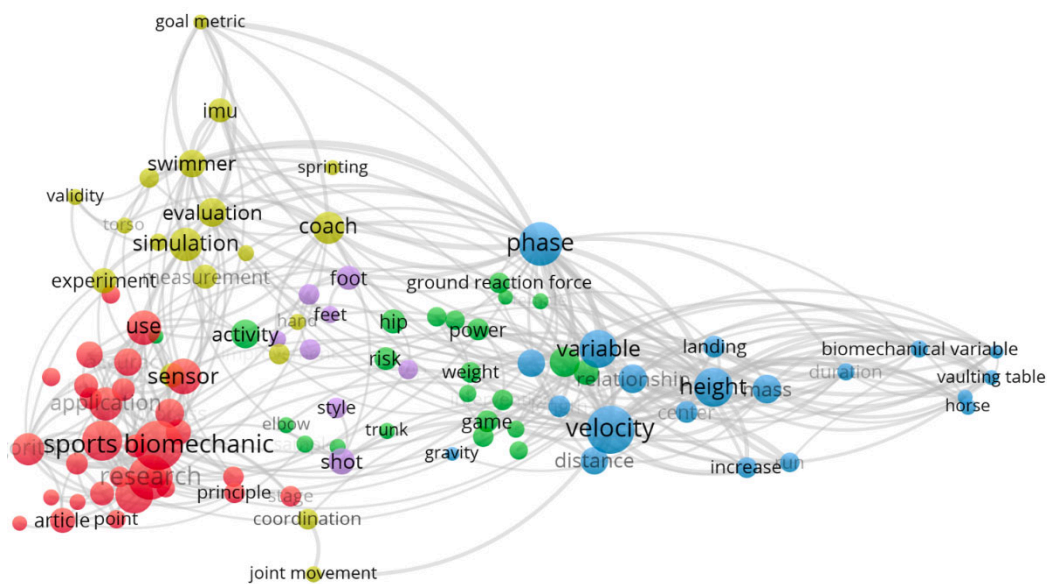 goal metric
imu
swimmer
sprinting
validity
evaluation
torso
coach
simulation
phase
experiment
measurement
foot
ground reaction force
feet
hand
use
activity
hip
power
variable
landing
biomechanical variable
risk
sensor
weight
relationship
height
mass
duration
vaulting table
application
style
center
horse
elbow
trunk
game
velocity
sports biomechanic
gravity
shot
distance
increase
run
research
principle
stage
article
point
coordination
joint movement